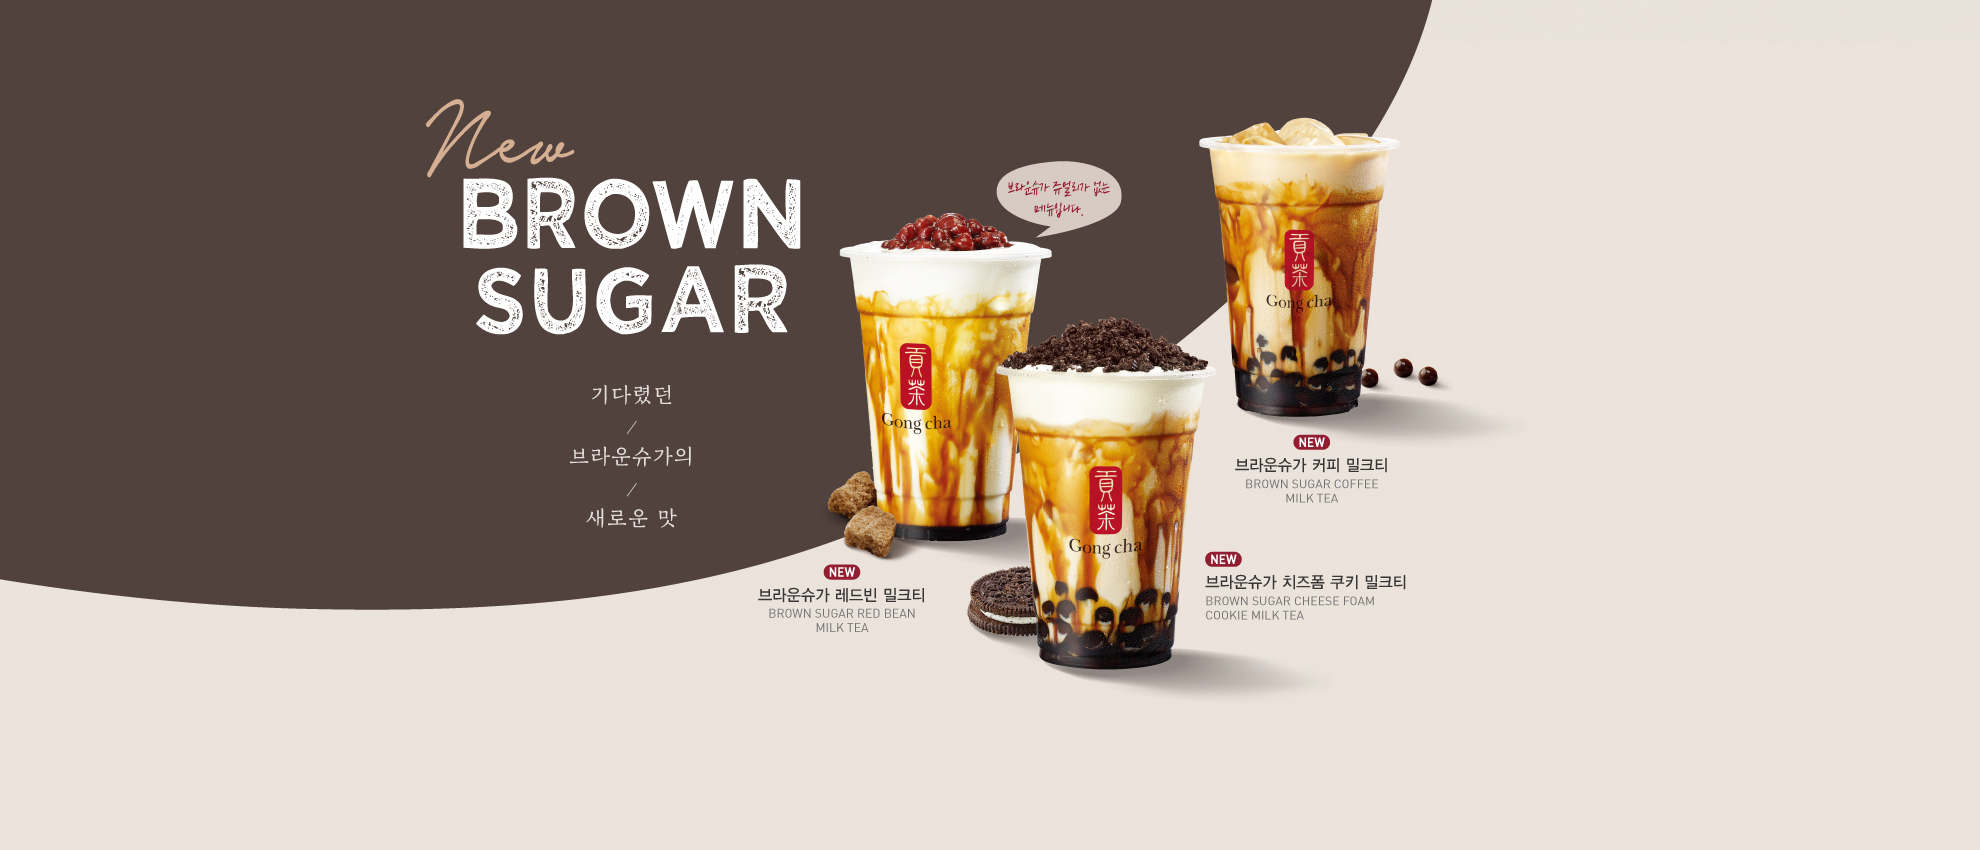 New
BROWN
SUGAR
기다렸던
/
브라운슈가의
/
새로운 맛
브라운슈가 쥬얼리가 없는
메뉴입니다.
貢茶
Gong cha
貢茶
Gong cha
貢茶
Gong cha
NEW
브라운슈가 커피 밀크티
BROWN SUGAR COFFEE
MILK TEA
NEW
브라운슈가 치즈폼 쿠키 밀크티
BROWN SUGAR CHEESE FOAM
COOKIE MILK TEA
NEW
브라운슈가 레드빈 밀크티
BROWN SUGAR RED BEAN
MILK TEA